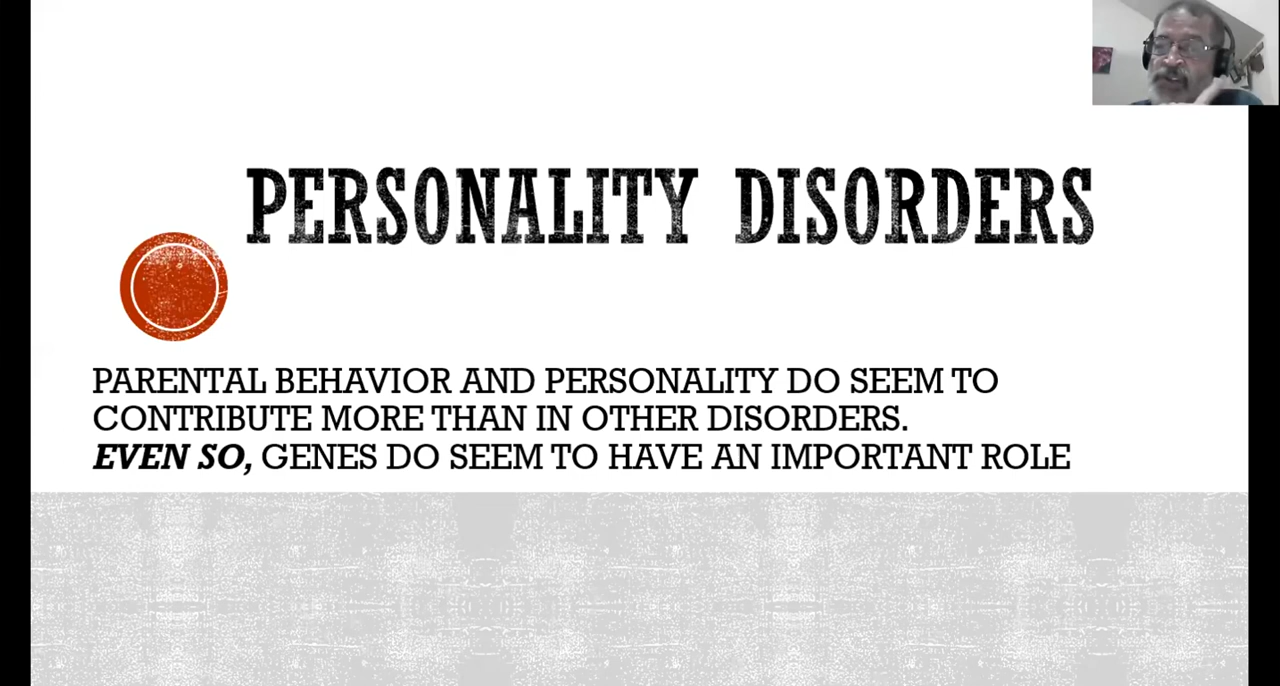 PERSONALITY DISORDERS
PARENTAL BEHAVIOR AND PERSONALITY DO SEEM TO
CONTRIBUTE MORE THAN IN OTHER DISORDERS.
EVEN SO, GENES DO SEEM TO HAVE AN IMPORTANT ROLE